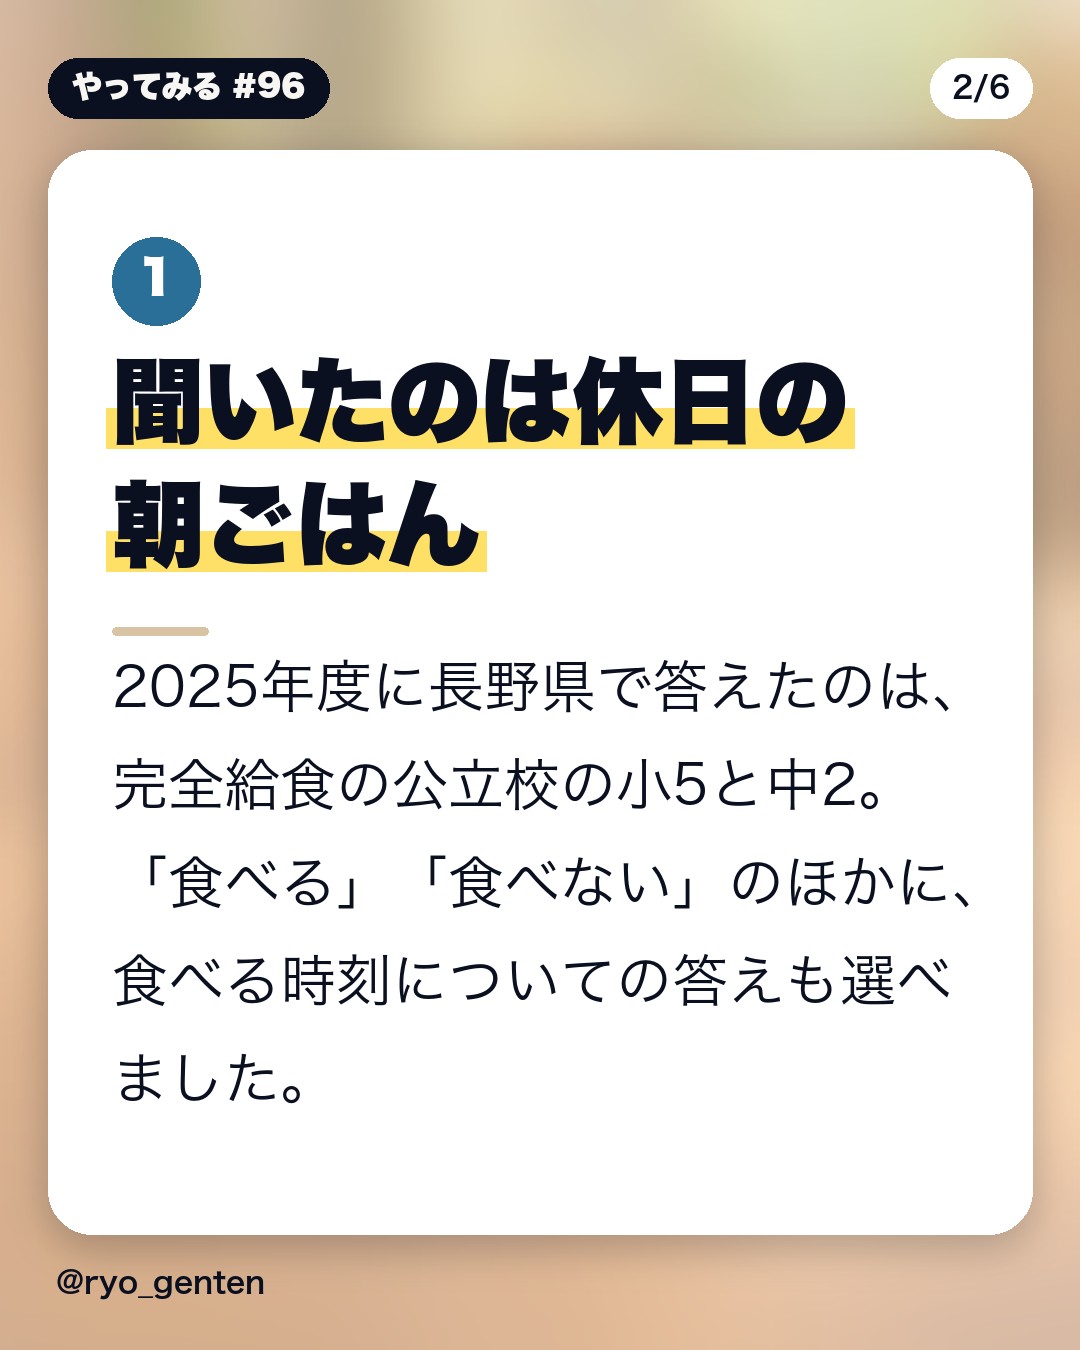 やってみる #96
2/6
1
聞いたのは休日の
朝ごはん
2025年度に長野県で答えたのは、
完全給食の公立校の小5と中2。
「食べる」「食べない」のほかに、
食べる時刻についての答えも選べ
ました。
@ryo_genten